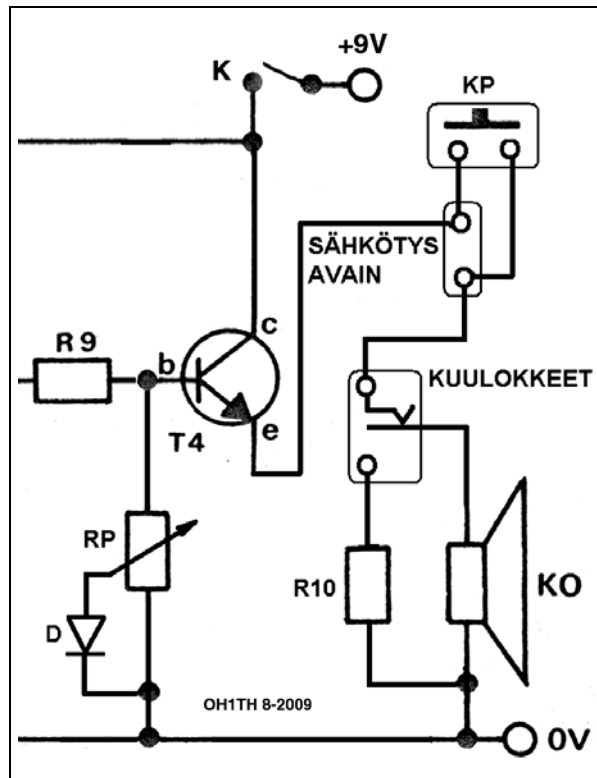 +9V
K
KP
SÄHKÖTYS
AVAIN
c
R 9
b
KUULOKKEET
e
T4
RP
R10
KO
D
OH1TH 8-2009
0V